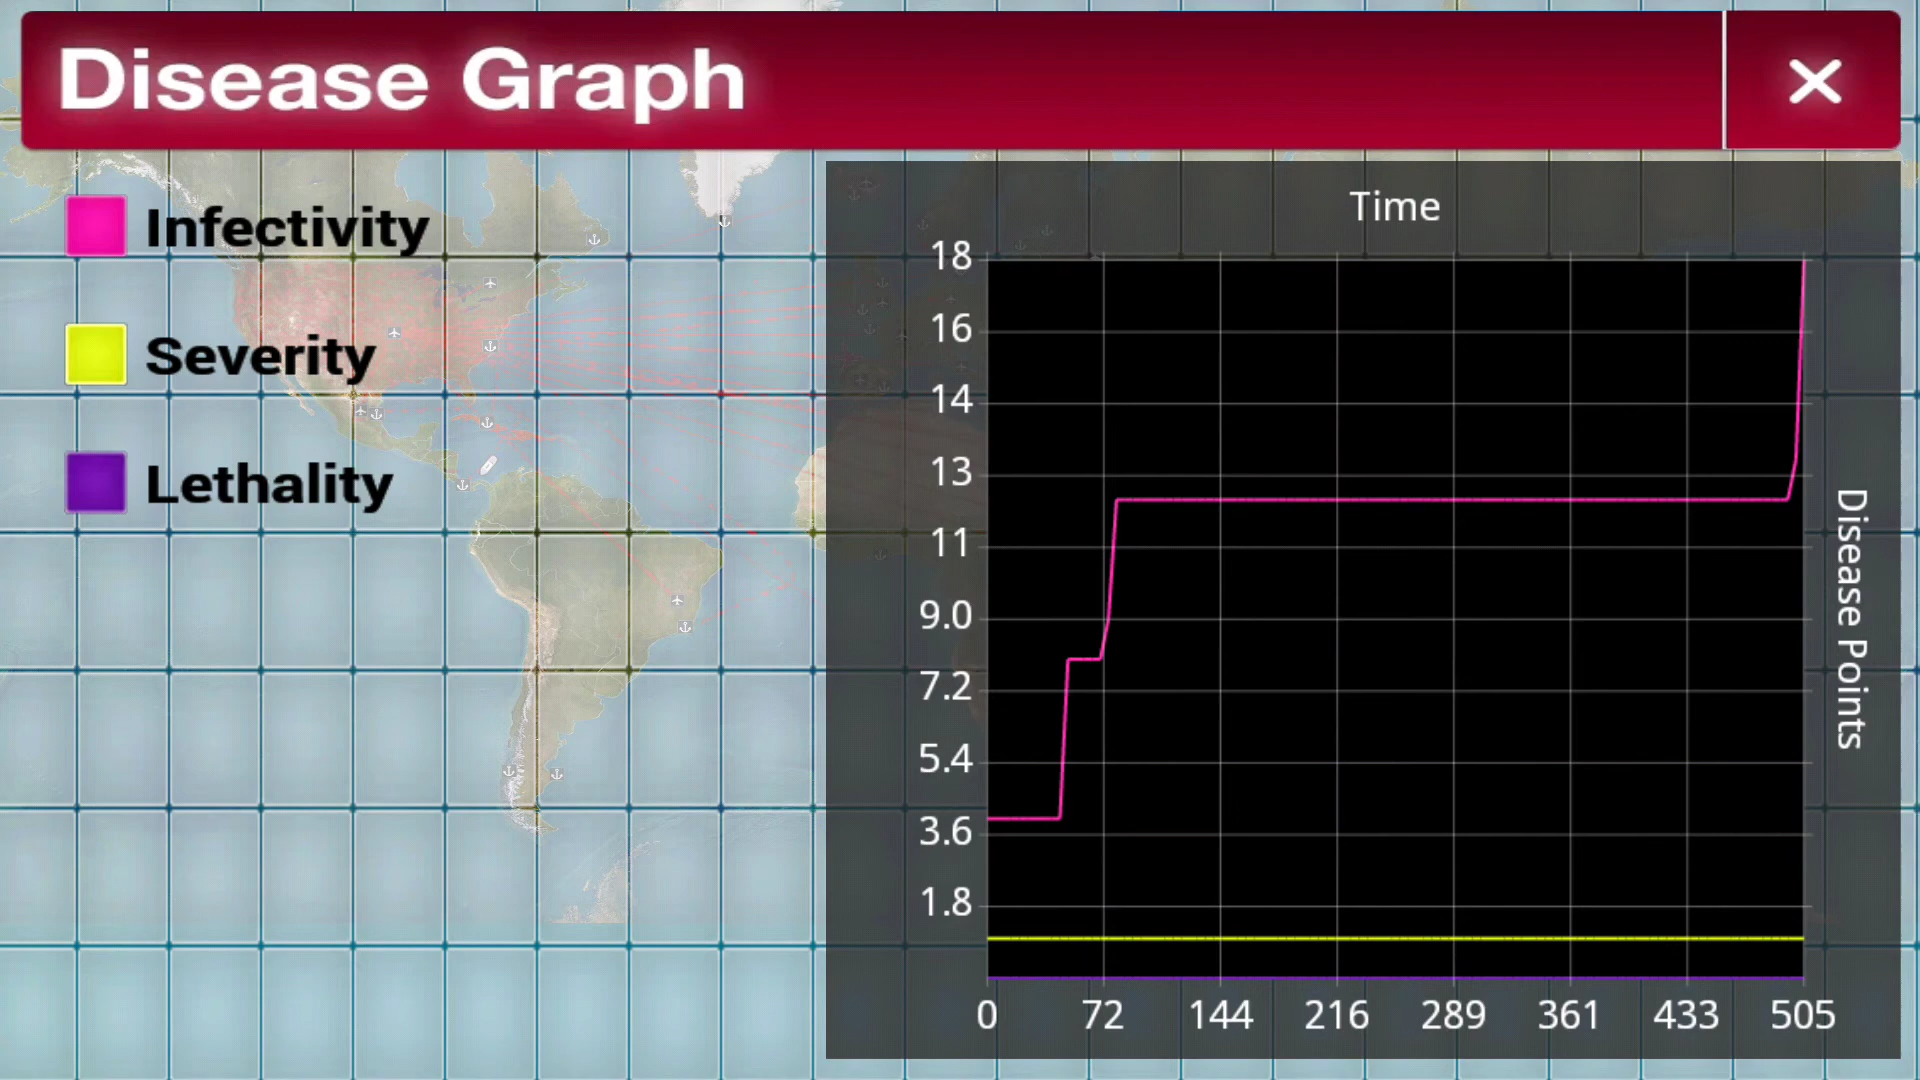 Disease Graph
Infectivity
Severity
Lethality
Time
18
16
14
13
11
9.0
7.2
5.4
3.6
1.8
0 72 144 216 289 361 433 505
Disease Points